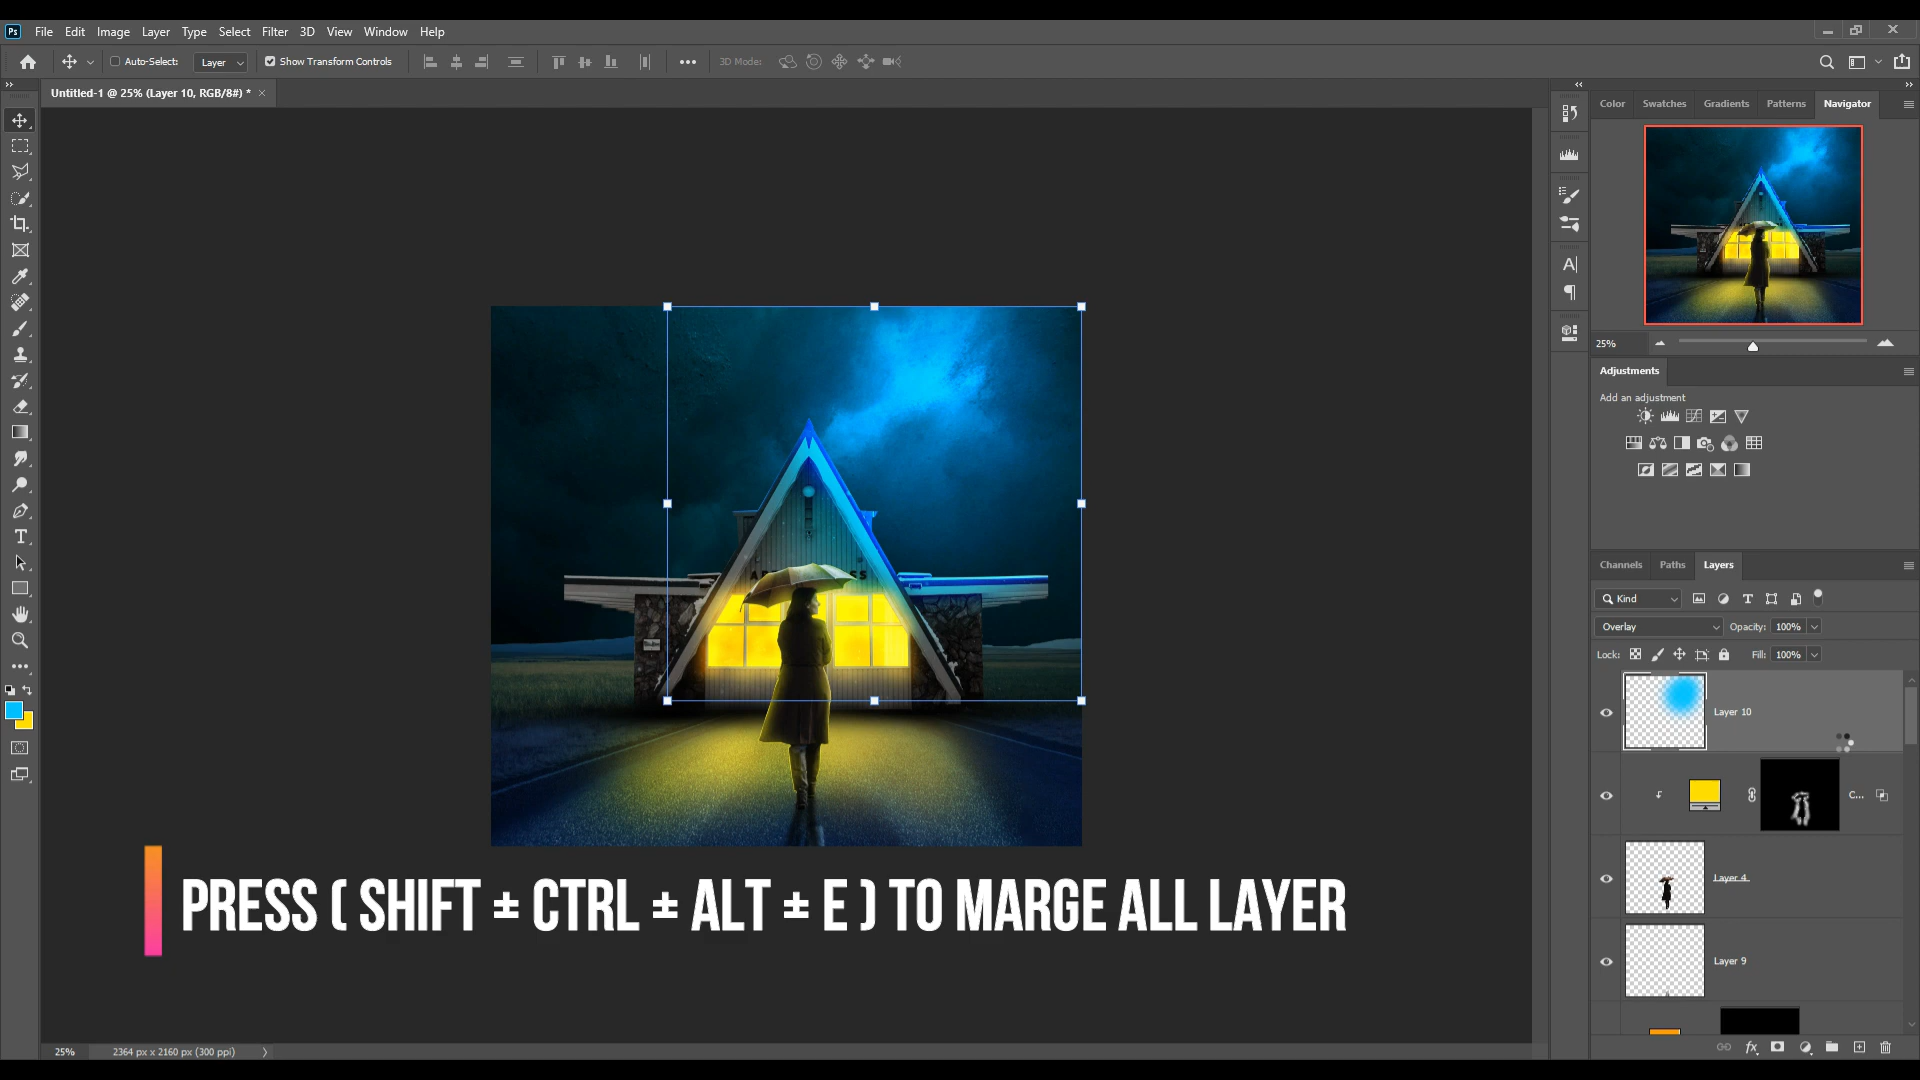 Ps File Edit Image Layer Type Select Filter 3D View Window Help
Auto-Select: Layer Show Transform Controls 3D Mode:
Untitled-1 @ 25% (Layer 10, RGB/8#) *
Color Swatches Gradients Patterns Navigator
25%
Adjustments
Add an adjustment
Channels Paths Layers
Kind
Overlay Opacity: 100%
Lock: Fill: 100%
Layer 10
C...
Layer 4
Layer 9
PRESS ( SHIFT ± CTRL ± ALT ± E ) TO MARGE ALL LAYER
25% 2364 px x 2160 px (300 ppi)